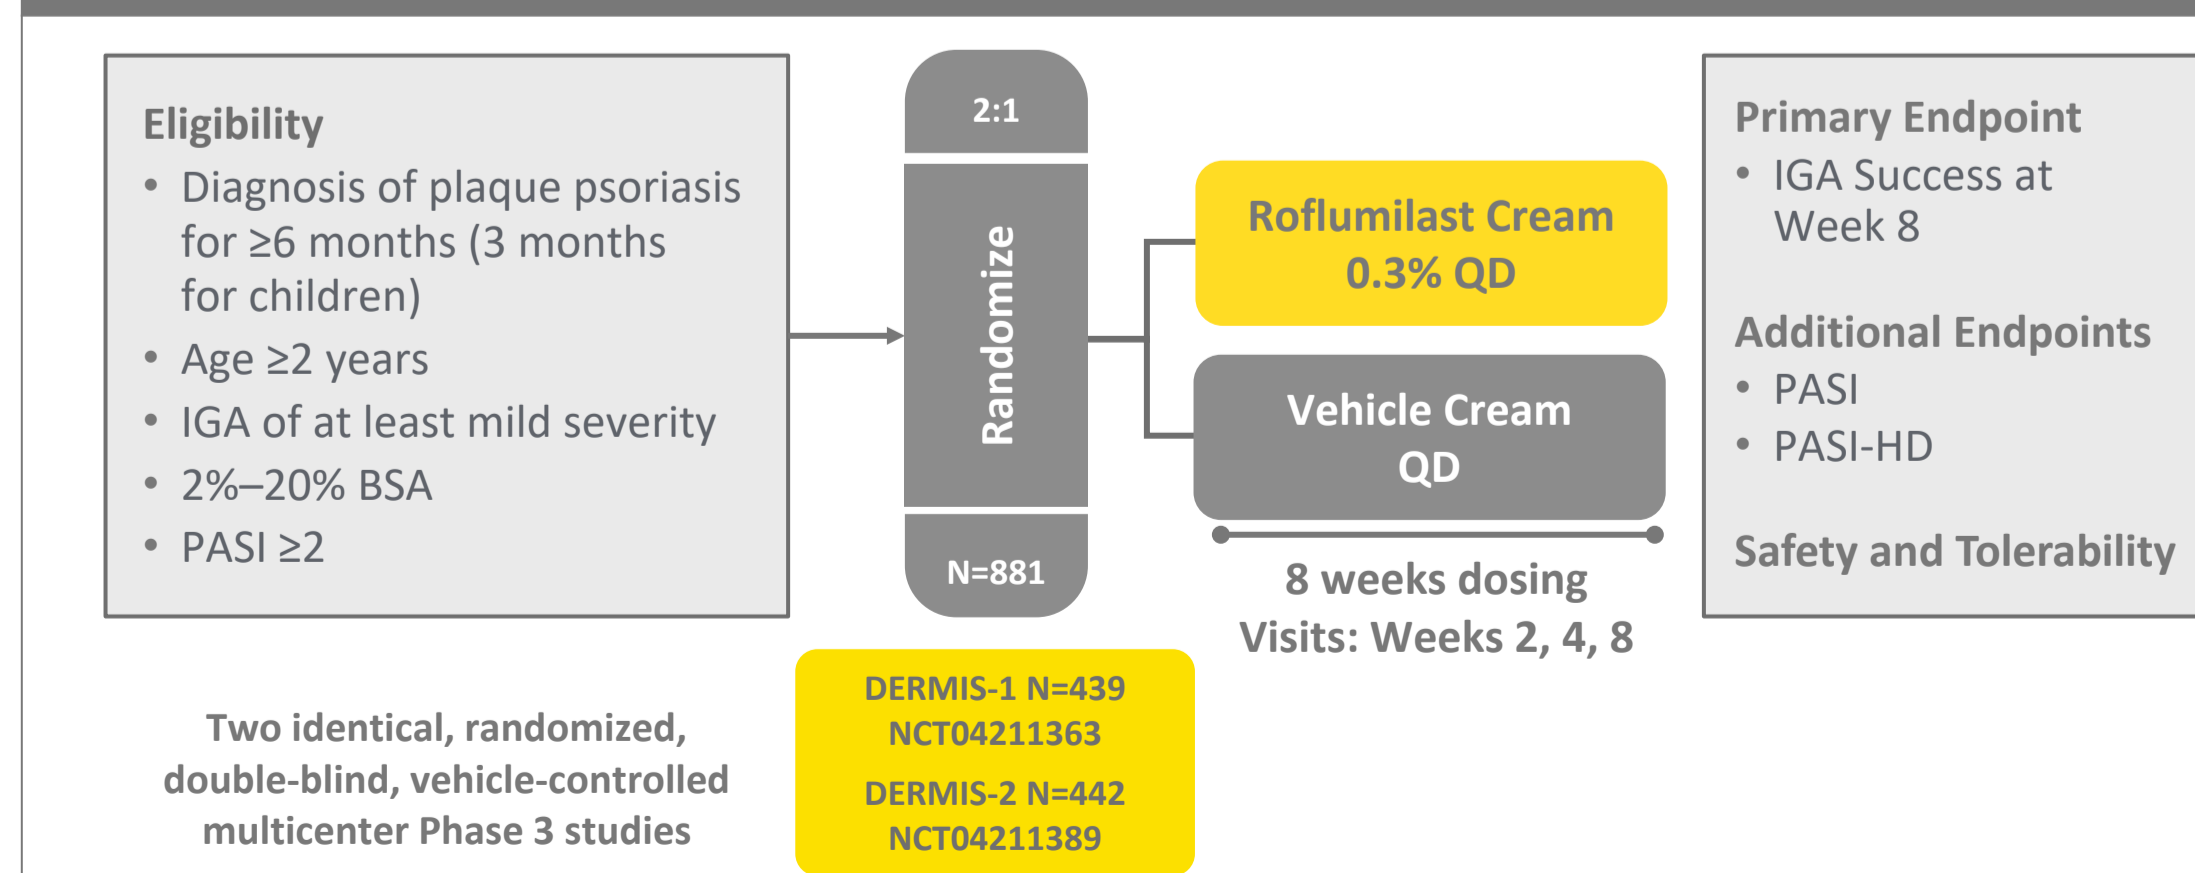 Eligibility
• Diagnosis of plaque psoriasis
for ≥6 months (3 months
for children)
• Age ≥2 years
• IGA of at least mild severity
• 2%–20% BSA
• PASI ≥2
2:1
Randomize
N=881
Roflumilast Cream
0.3% QD
Vehicle Cream
QD
8 weeks dosing
Visits: Weeks 2, 4, 8
Primary Endpoint
• IGA Success at
Week 8
Additional Endpoints
• PASI
• PASI-HD
Safety and Tolerability
Two identical, randomized,
double-blind, vehicle-controlled
multicenter Phase 3 studies
DERMIS-1 N=439
NCT04211363
DERMIS-2 N=442
NCT04211389